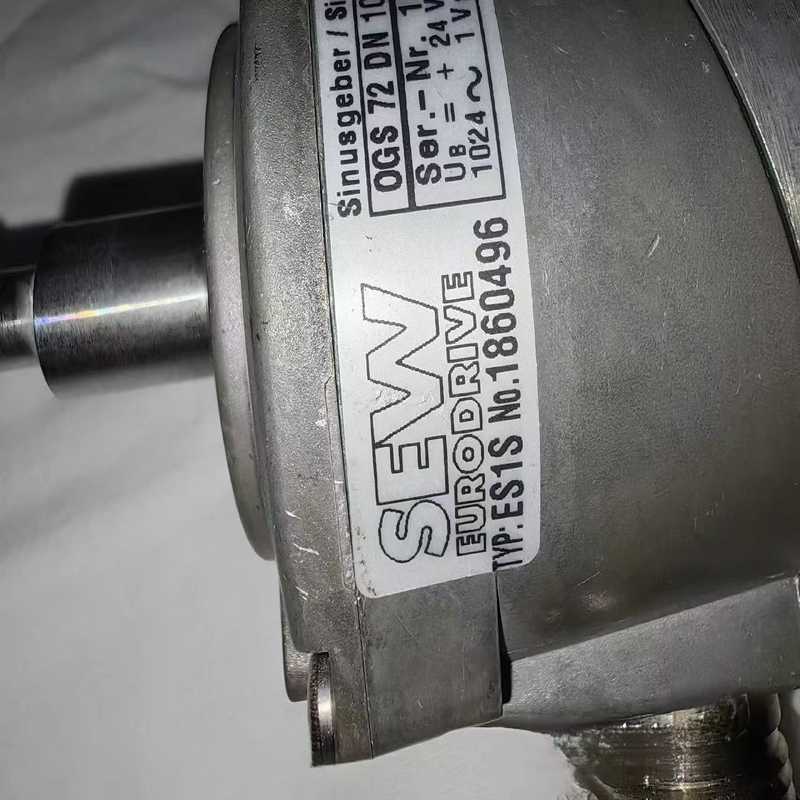 Sinusgeber / Si
OGS 72 DN 10
Ser.-Nr. 1
UB = + 24 V
1024 ~ 1 V
SEW
EURODRIVE
TYP: ES1S No.1860496